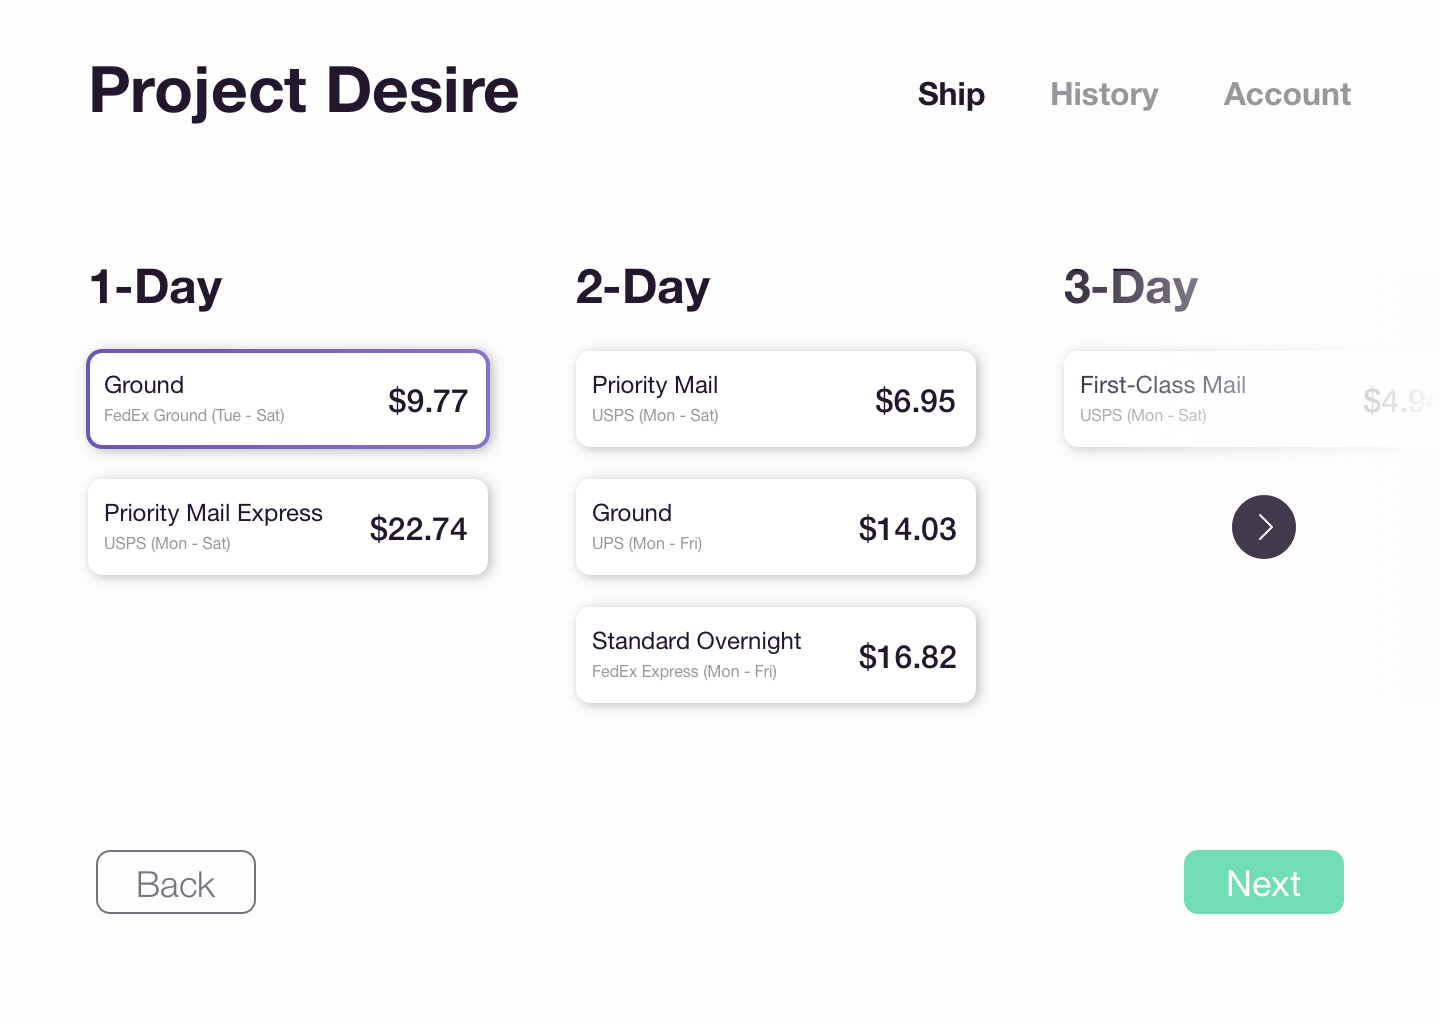 Project Desire
Ship
History
Account
1-Day
Ground
FedEx Ground (Tue - Sat)
$9.77
Priority Mail Express
USPS (Mon - Sat)
$22.74
2-Day
Priority Mail
USPS (Mon - Sat)
$6.95
Ground
UPS (Mon - Fri)
$14.03
Standard Overnight
FedEx Express (Mon - Fri)
$16.82
3-Day
First-Class Mail
USPS (Mon - Sat)
$4.94
Back
Next